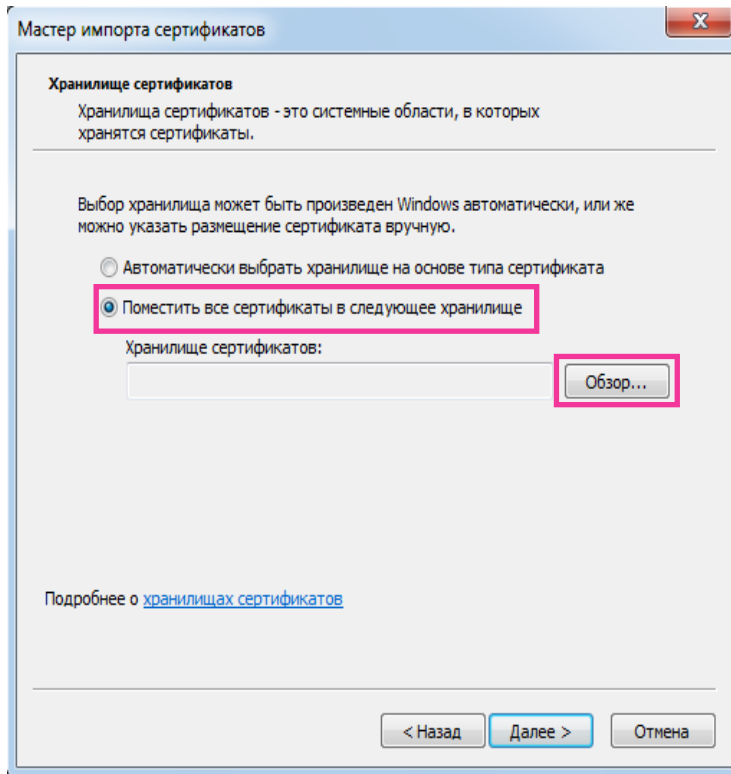 Мастер импорта сертификатов
Хранилище сертификатов
Хранилища сертификатов - это системные области, в которых
хранятся сертификаты.
Выбор хранилища может быть произведен Windows автоматически, или же
можно указать размещение сертификата вручную.
Автоматически выбрать хранилище на основе типа сертификата
Поместить все сертификаты в следующее хранилище
Хранилище сертификатов:
Обзор...
Подробнее о хранилищах сертификатов
< Назад Далее > Отмена